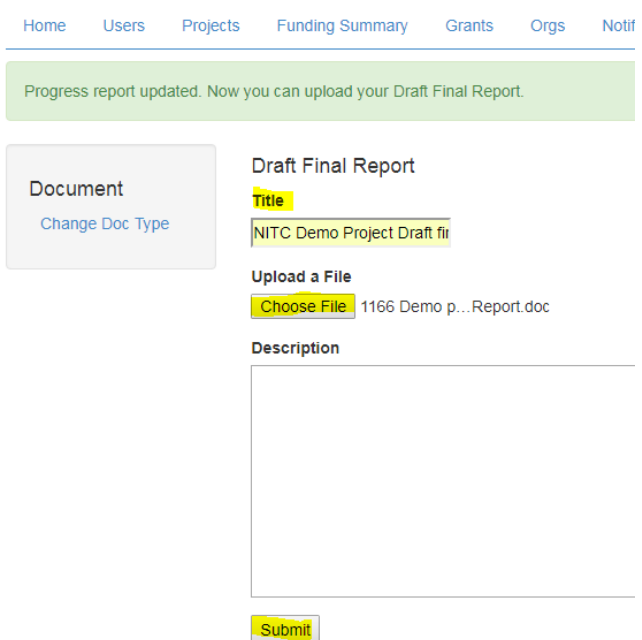 Home Users Projects Funding Summary Grants Orgs Notif
Progress report updated. Now you can upload your Draft Final Report.
Document
Change Doc Type
Draft Final Report
Title
NITC Demo Project Draft fin
Upload a File
Choose File 1166 Demo p...Report.doc
Description
Submit